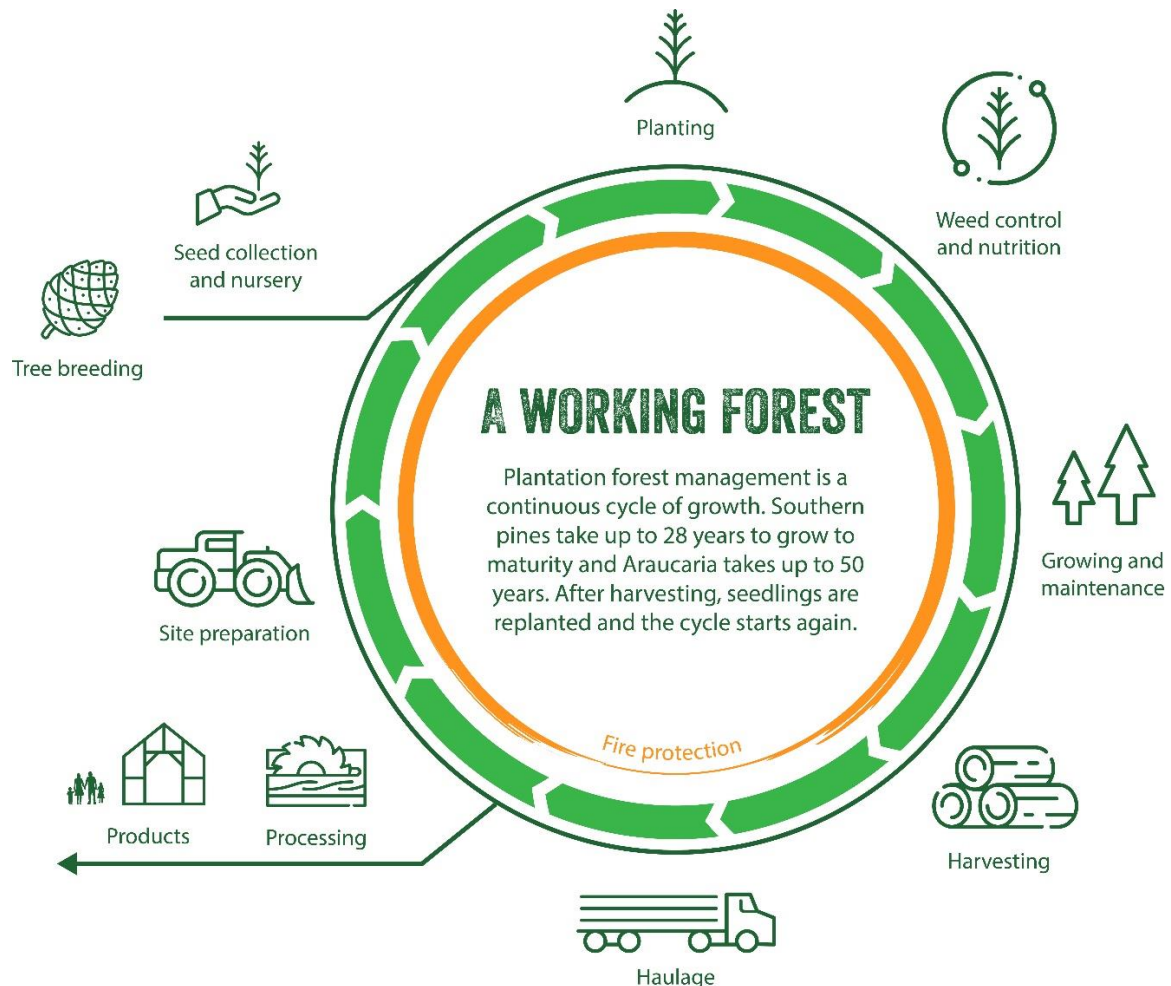 Planting
Weed control
and nutrition
Seed collection
and nursery
Tree breeding
A WORKING FOREST
Plantation forest management is a
continuous cycle of growth. Southern
pines take up to 28 years to grow to
maturity and Araucaria takes up to 50
years. After harvesting, seedlings are
replanted and the cycle starts again.
Growing and
maintenance
Site preparation
Fire protection
Products
Processing
Harvesting
Haulage